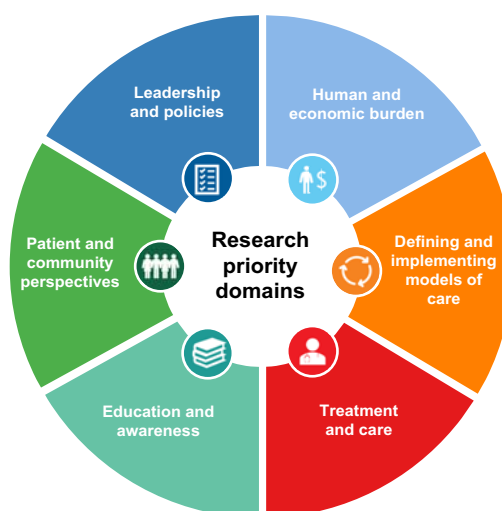 Leadership
and policies
Human and
economic burden
Patient and
community
perspectives
Research
priority
domains
Defining and
implementing
models of
care
Education and
awareness
Treatment
and care
$